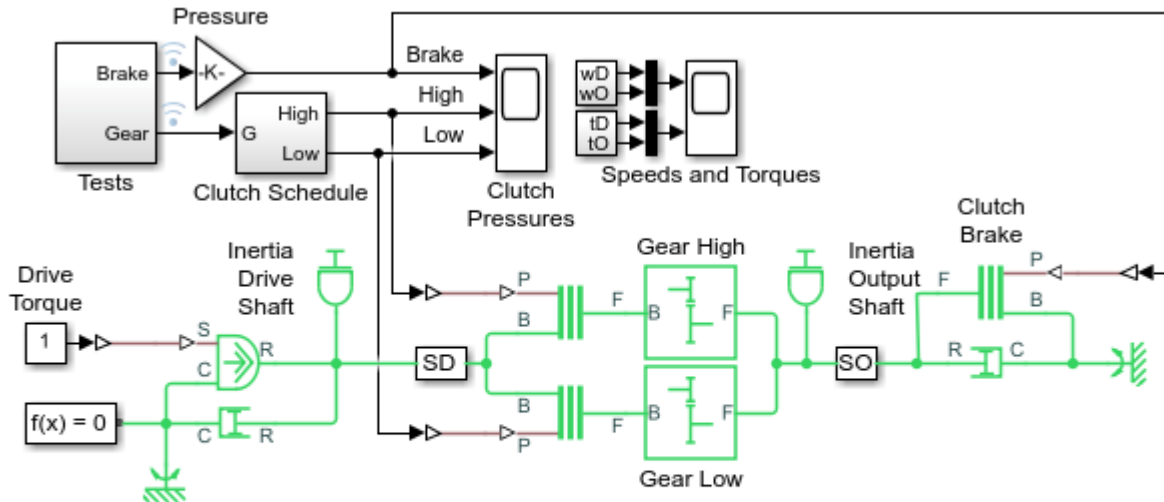 Pressure
Brake
Gear
Tests
-K-
G
High
Low
Clutch Schedule
Brake
High
Low
Clutch
Pressures
wD
wO
tD
tO
Speeds and Torques
Drive
Torque
1
S
C
R
f(x) = 0
C
R
Inertia
Drive
Shaft
SD
P
B
F
B
P
F
Gear High
B
F
B
F
Gear Low
Inertia
Output
Shaft
SO
Clutch
Brake
F
P
B
R
C